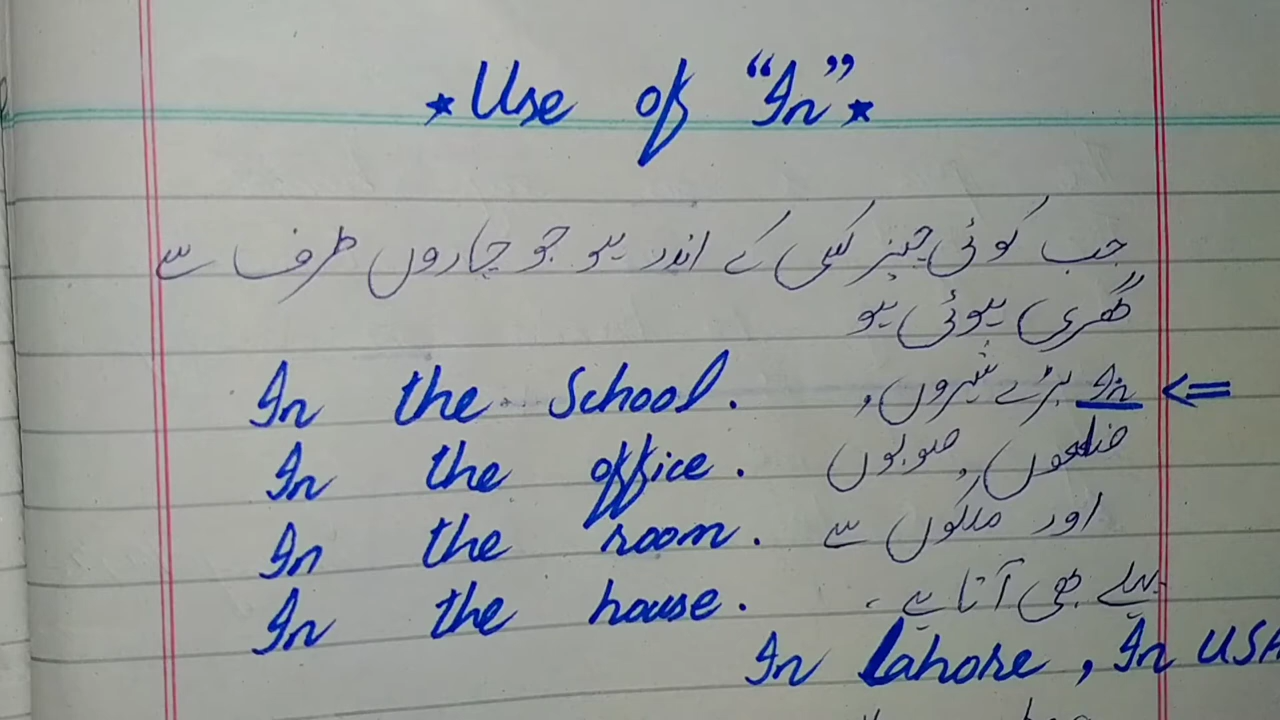 ★ Use of "In" ★
جب کوئی چیز کسی کے اندر ہو جو چاروں طرف سے
گھری ہوئی ہو
In the School. In بڑے شہروں, <=
In the office. ضلعوں, صوبوں
In the room. اور ملکوں سے
In the house. پہلے بھی آتا ہے۔
In Lahore, In USA